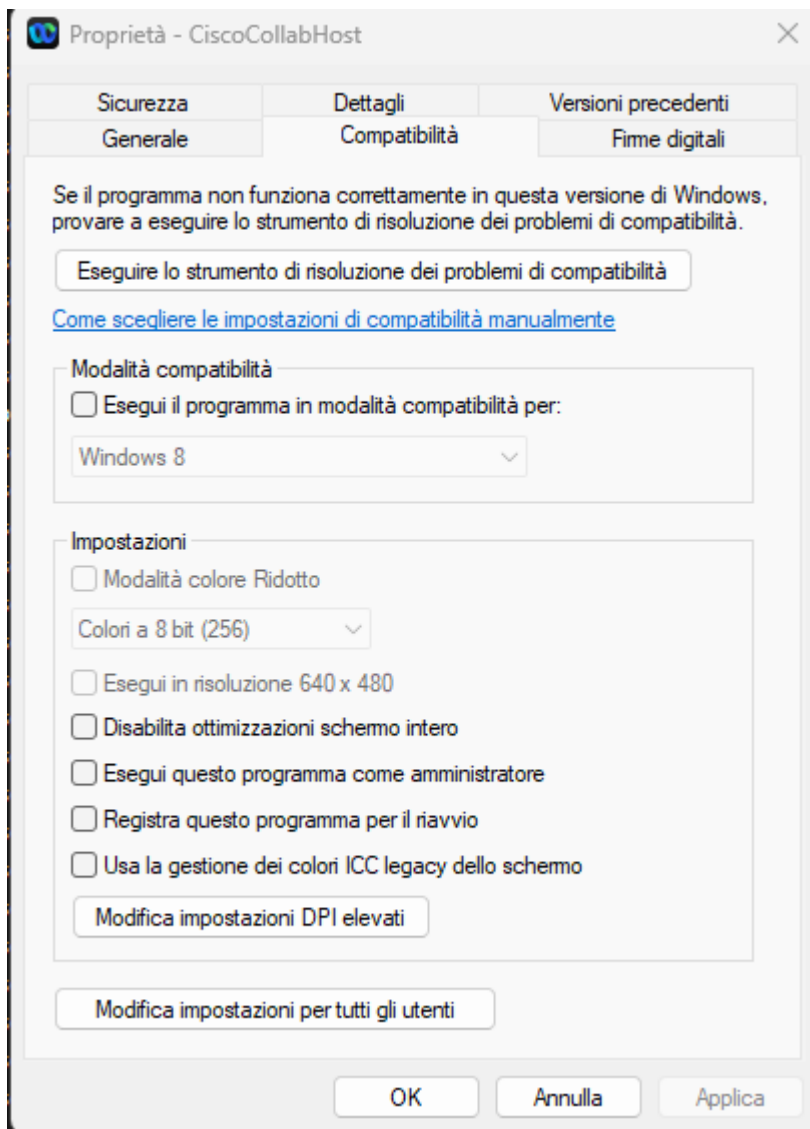 Proprietà - CiscoCollabHost
Sicurezza
Dettagli
Versioni precedenti
Generale
Compatibilità
Firme digitali
Se il programma non funziona correttamente in questa versione di Windows,
provare a eseguire lo strumento di risoluzione dei problemi di compatibilità.
Eseguire lo strumento di risoluzione dei problemi di compatibilità
Come scegliere le impostazioni di compatibilità manualmente
Modalità compatibilità
Esegui il programma in modalità compatibilità per:
Windows 8
Impostazioni
Modalità colore Ridotto
Colori a 8 bit (256)
Esegui in risoluzione 640 x 480
Disabilita ottimizzazioni schermo intero
Esegui questo programma come amministratore
Registra questo programma per il riavvio
Usa la gestione dei colori ICC legacy dello schermo
Modifica impostazioni DPI elevati
Modifica impostazioni per tutti gli utenti
OK
Annulla
Applica